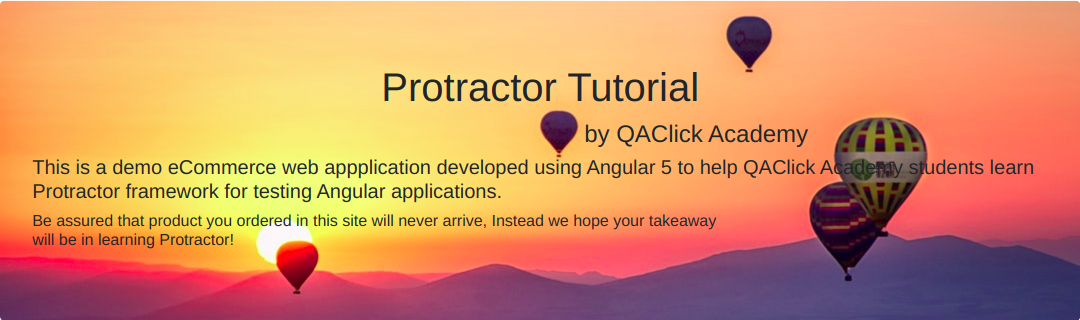 Protractor Tutorial
by QAClick Academy
This is a demo eCommerce web appplication developed using Angular 5 to help QAClick Academy students learn
Protractor framework for testing Angular applications.
Be assured that product you ordered in this site will never arrive, Instead we hope your takeaway
will be in learning Protractor!